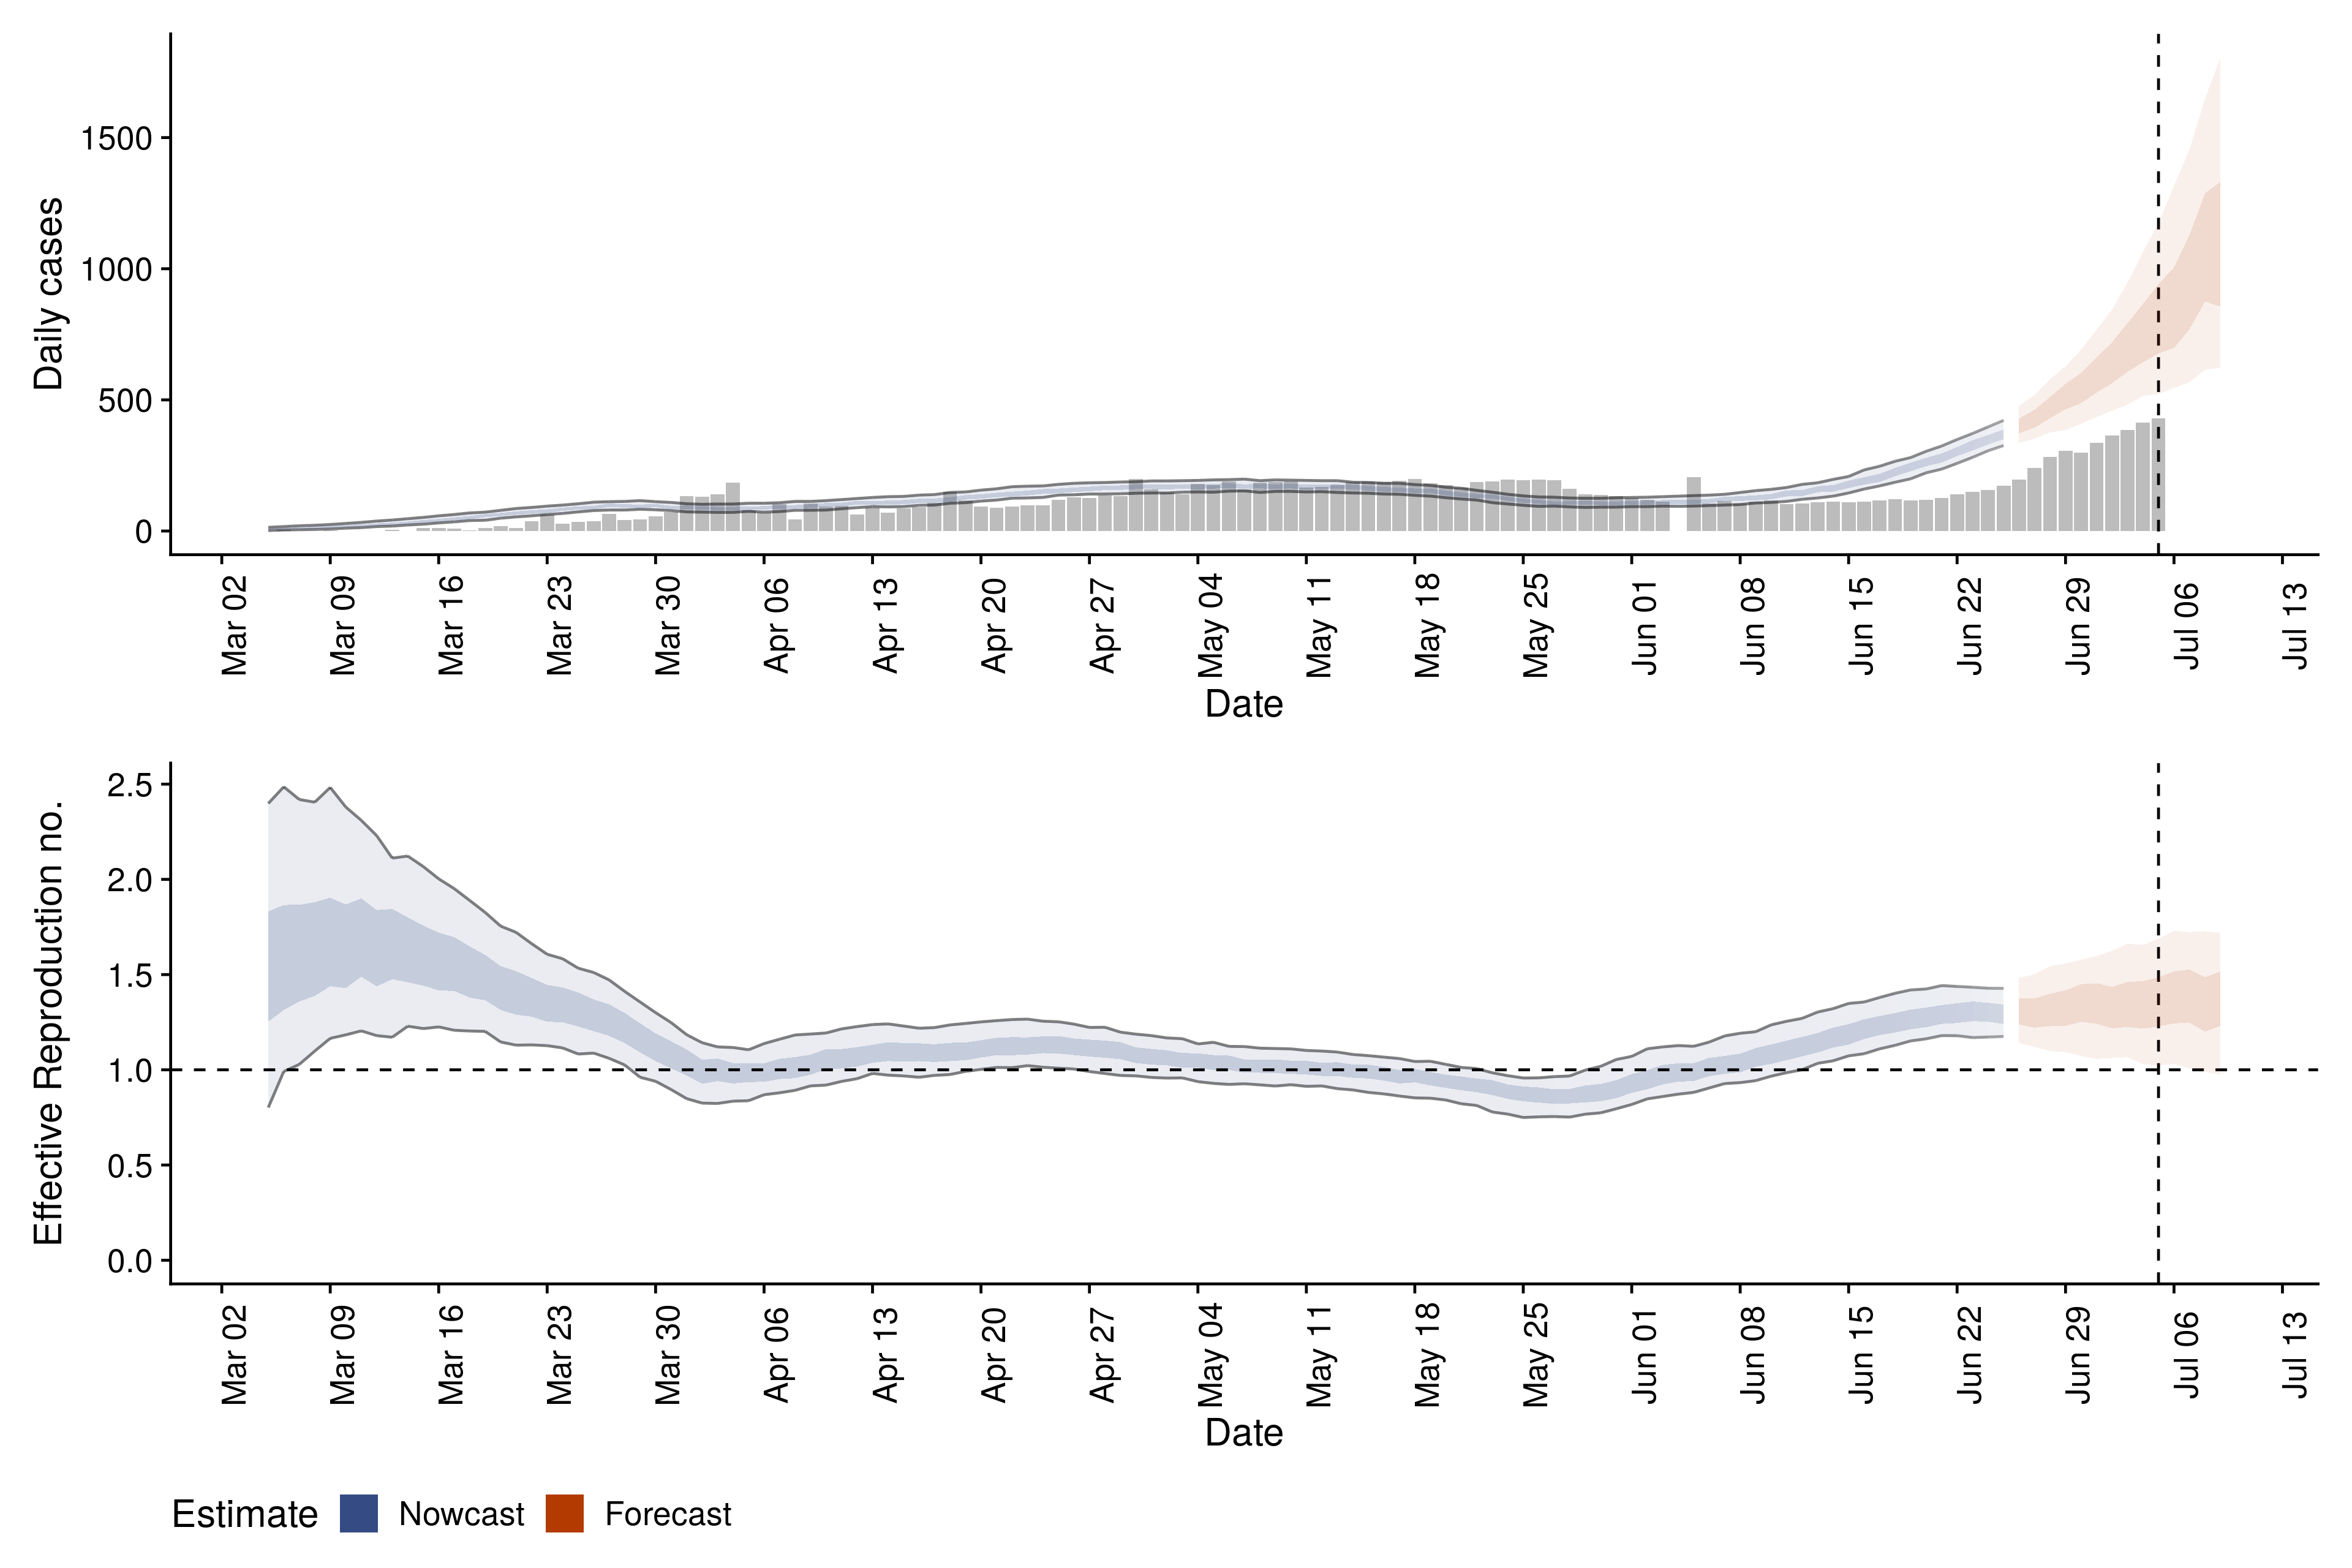 Daily cases
1500
1000
500
0
Mar 02
Mar 09
Mar 16
Mar 23
Mar 30
Apr 06
Apr 13
Apr 20
Apr 27
May 04
May 11
May 18
May 25
Jun 01
Jun 08
Jun 15
Jun 22
Jun 29
Jul 06
Jul 13
Date
Effective Reproduction no.
2.5
2.0
1.5
1.0
0.5
0.0
Mar 02
Mar 09
Mar 16
Mar 23
Mar 30
Apr 06
Apr 13
Apr 20
Apr 27
May 04
May 11
May 18
May 25
Jun 01
Jun 08
Jun 15
Jun 22
Jun 29
Jul 06
Jul 13
Date
Estimate Nowcast Forecast